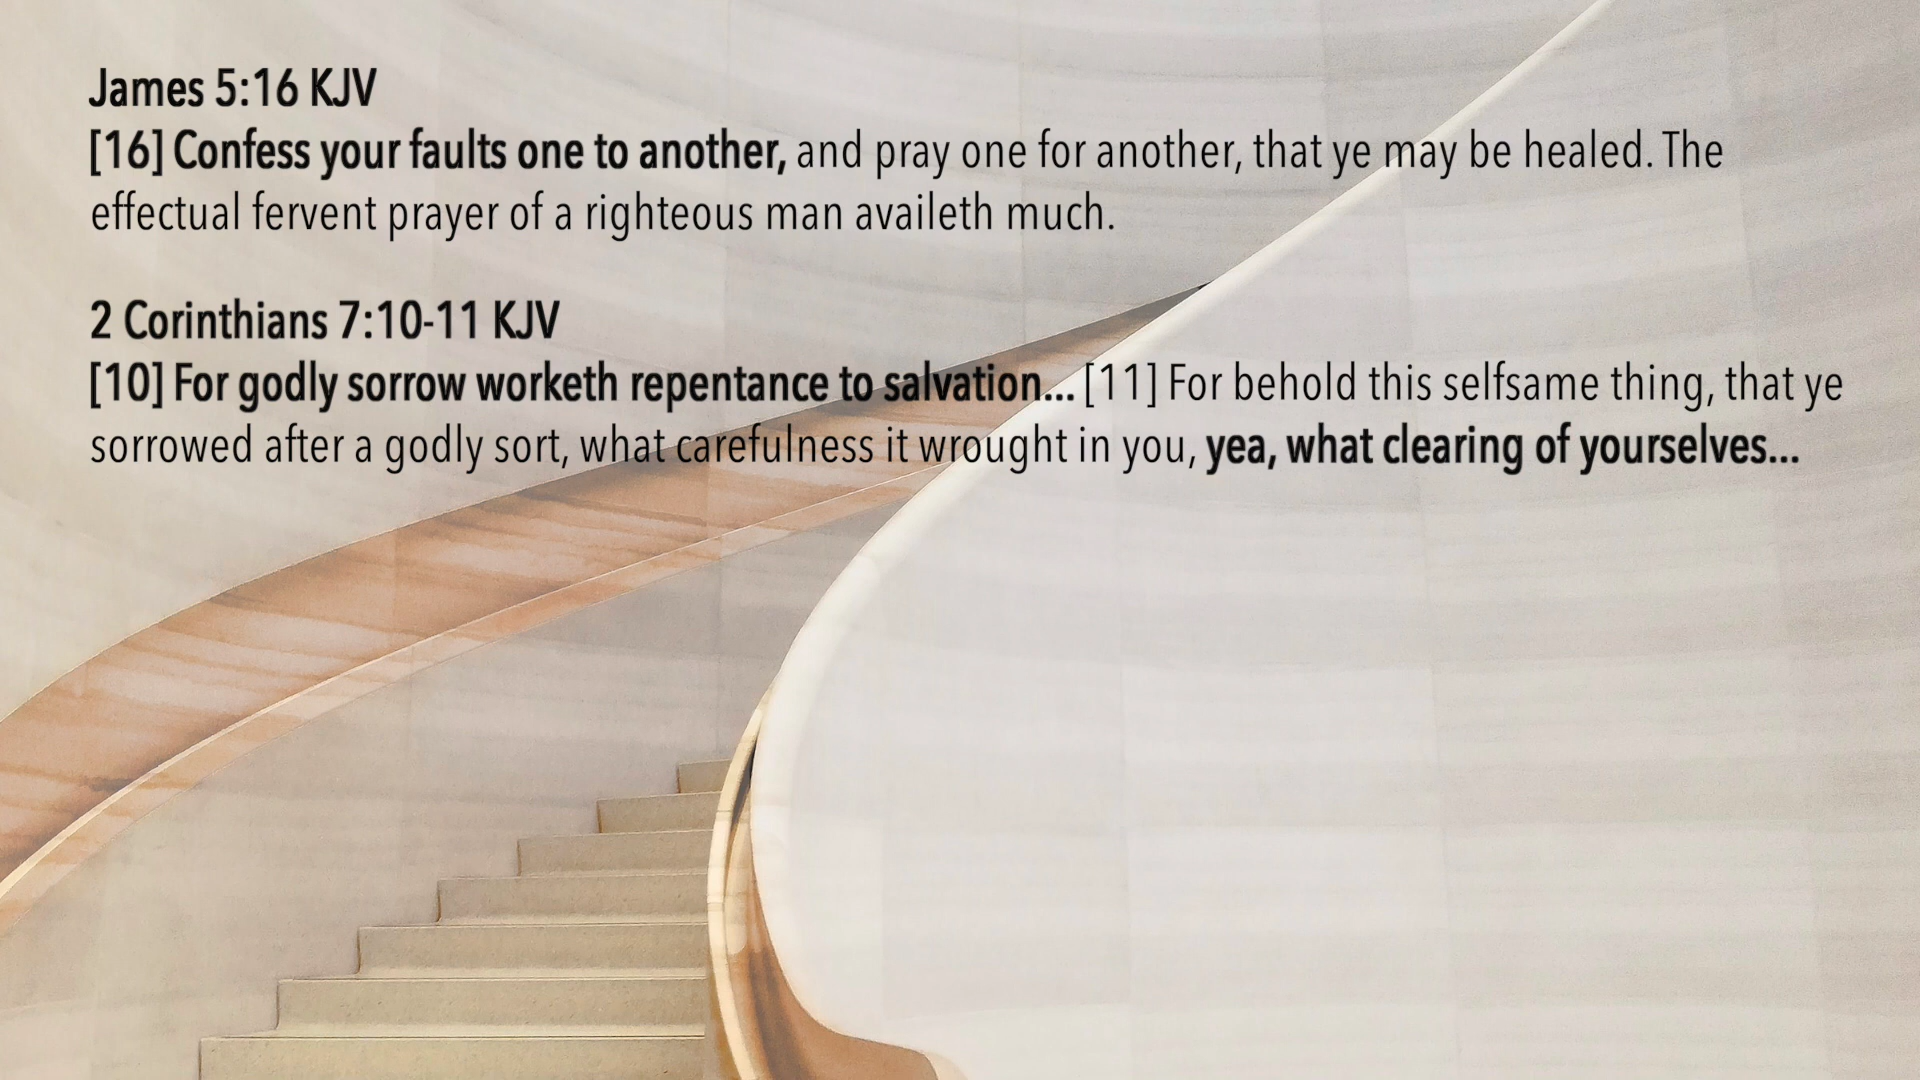 James 5:16 KJV
[16] Confess your faults one to another, and pray one for another, that ye may be healed. The
effectual fervent prayer of a righteous man availeth much.
2 Corinthians 7:10-11 KJV
[10] For godly sorrow worketh repentance to salvation... [11] For behold this selfsame thing, that ye
sorrowed after a godly sort, what carefulness it wrought in you, yea, what clearing of yourselves...